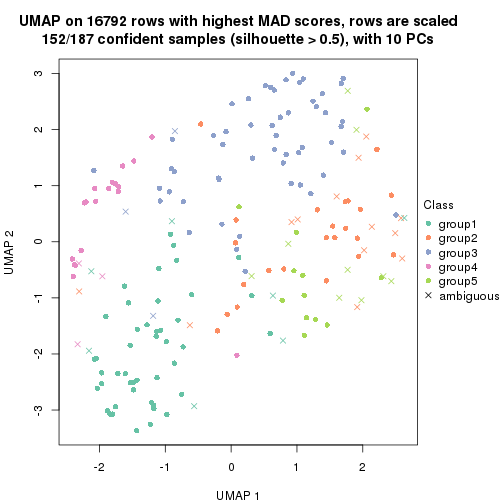 UMAP on 16792 rows with highest MAD scores, rows are scaled
152/187 confident samples (silhouette > 0.5), with 10 PCs
3
2
1
0
-1
-2
-3
UMAP 2
-2
-1
0
1
2
UMAP 1
Class
group1
group2
group3
group4
group5
ambiguous